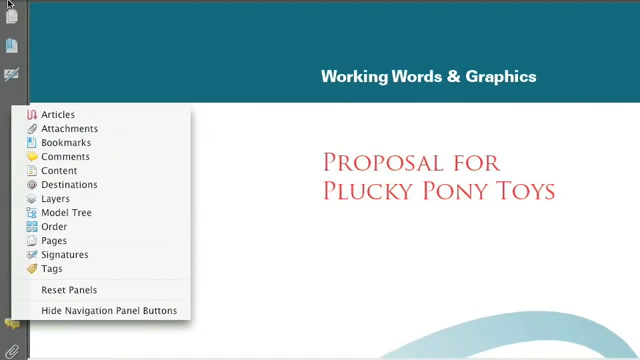 Working Words & Graphics
Proposal for
Plucky Pony Toys
Articles
Attachments
Bookmarks
Comments
Content
Destinations
Layers
Model Tree
Order
Pages
Signatures
Tags
Reset Panels
Hide Navigation Panel Buttons